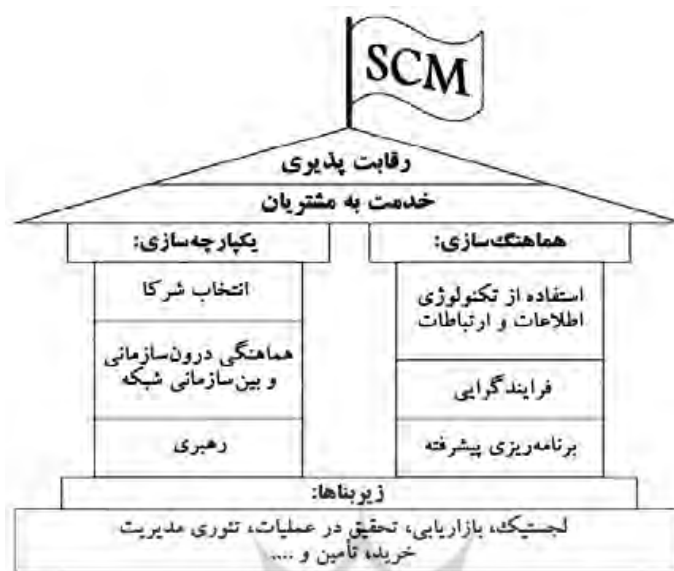 SCM
رقابت پذیری
خدمت به مشتریان
هماهنگ‌سازی:
استفاده از تکنولوژی
اطلاعات و ارتباطات
فرایندگرایی
برنامه‌ریزی پیشرفته
یکپارچه‌سازی:
انتخاب شرکا
هماهنگی درون‌سازمانی
و بین‌سازمانی شبکه
رهبری
زیربناها:
لجستیک، بازاریابی، تحقیق در عملیات، تئوری مدیریت
خرید، تأمین و ....